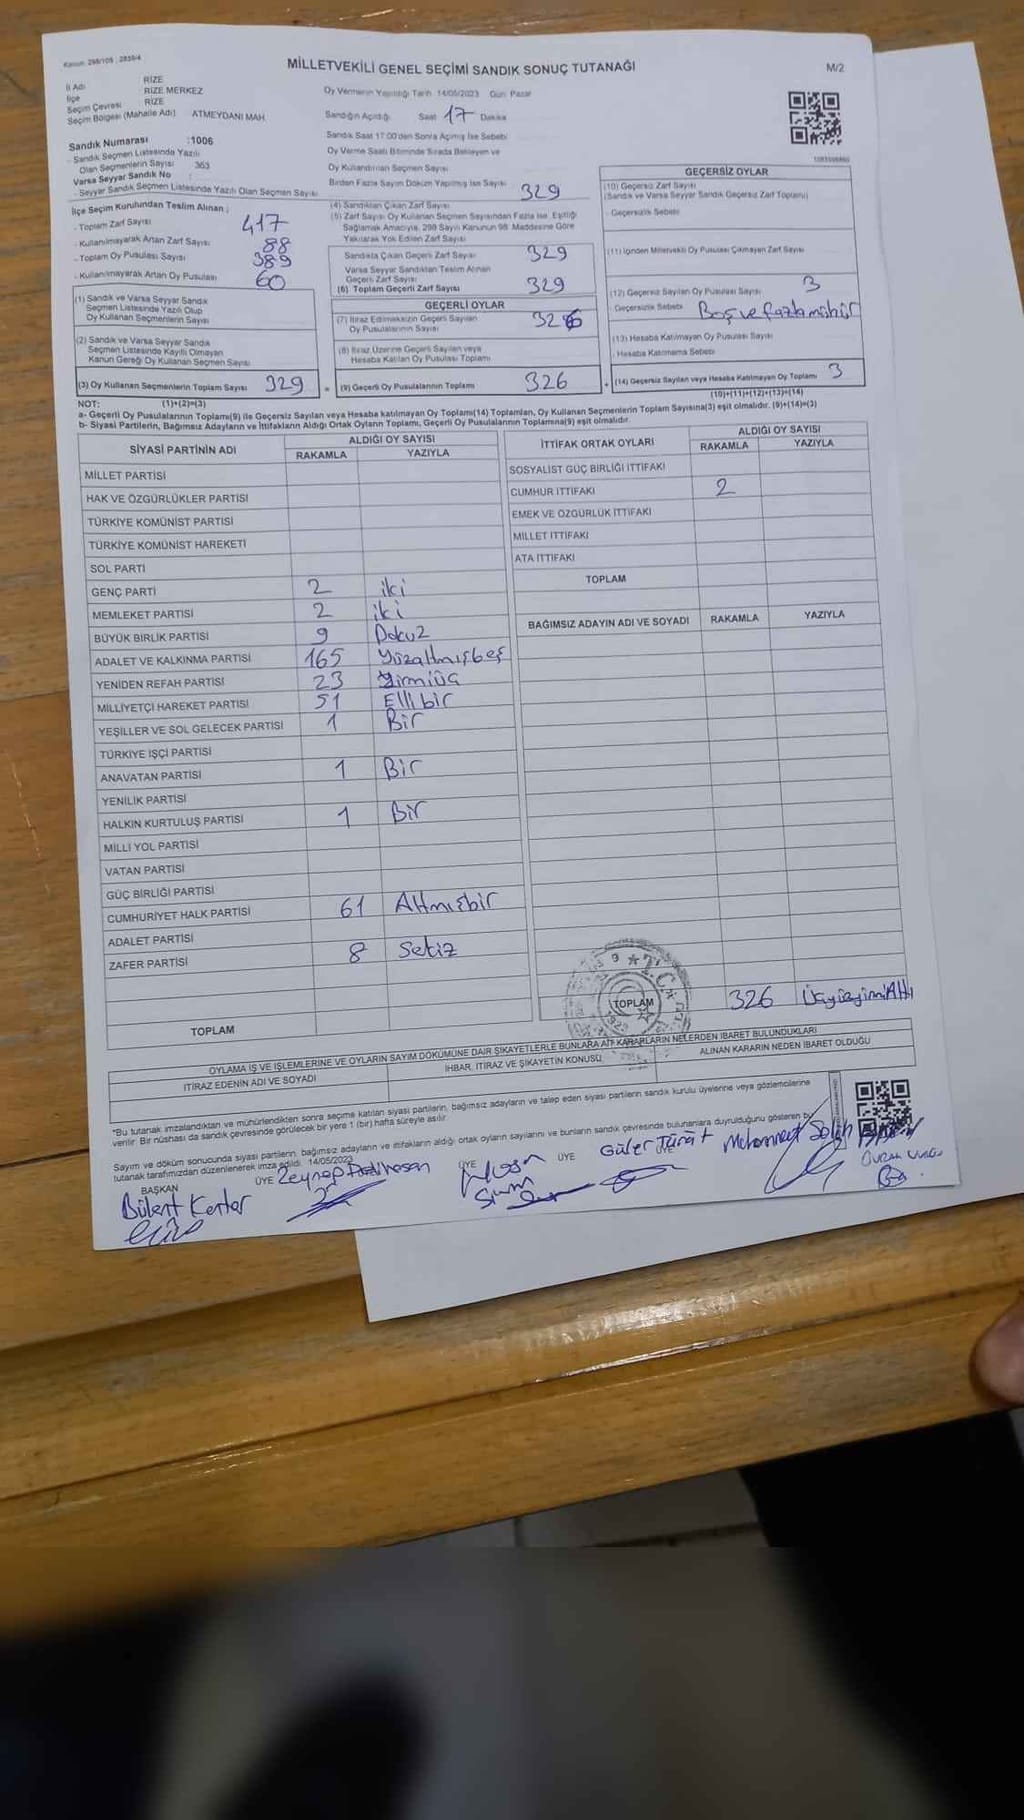 Kanun: 298/105 ; 2839/4
MİLLETVEKİLİ GENEL SEÇİMİ SANDIK SONUÇ TUTANAĞI
M/2
İl Adı RİZE
İlçe RİZE MERKEZ
Seçim Çevresi RİZE
Seçim Bölgesi (Mahalle Adı) ATMEYDANI MAH.
Sandık Numarası :1006
- Sandık Seçmen Listesinde Yazılı
Olan Seçmenlerin Sayısı 363
Varsa Seyyar Sandık No :
- Seyyar Sandık Seçmen Listesinde Yazılı Olan Seçmen Sayısı
Oy Vermenin Yapıldığı Tarih 14/05/2023 Gün: Pazar
Sandığın Açıldığı Saat 17 Dakika
Sandık Saat 17:00'den Sonra Açılmış İse Sebebi
Oy Verme Saati Bitiminde Sırada Bekleyen ve
Oy Kullandırılan Seçmen Sayısı
Birden Fazla Sayım Döküm Yapılmış İse Sayısı
İlçe Seçim Kurulundan Teslim Alınan ;
- Toplam Zarf Sayısı 417
- Kullanılmayarak Artan Zarf Sayısı 88
- Toplam Oy Pusulası Sayısı 389
- Kullanılmayarak Artan Oy Pusulası 60
(1) Sandık ve Varsa Seyyar Sandık
Seçmen Listesinde Yazılı Olup
Oy Kullanan Seçmenlerin Sayısı
(2) Sandık ve Varsa Seyyar Sandık
Seçmen Listesinde Kayıtlı Olmayan
Kanun Gereği Oy Kullanan Seçmen Sayısı
(3) Oy Kullanan Seçmenlerin Toplam Sayısı 329
(4) Sandıktan Çıkan Zarf Sayısı 329
(5) Zarf Sayısı Oy Kullanan Seçmen Sayısından Fazla İse, Eşitliği
Sağlamak Amacıyla, 298 Sayılı Kanunun 98. Maddesine Göre
Yakılarak Yok Edilen Zarf Sayısı
Sandıkta Çıkan Geçerli Zarf Sayısı 329
Varsa Seyyar Sandıktan Teslim Alınan
Geçerli Zarf Sayısı
(6) Toplam Geçerli Zarf Sayısı 329
GEÇERLİ OYLAR
(7) İtiraz Edilmeksizin Geçerli Sayılan
Oy Pusulalarının Sayısı 326
(8) İtiraz Üzerine Geçerli Sayılan veya
Hesaba Katılan Oy Pusulası Toplamı
= (9) Geçerli Oy Pusulalarının Toplamı 326
GEÇERSİZ OYLAR
(10) Geçersiz Zarf Sayısı
(Sandık ve Varsa Seyyar Sandık Geçersiz Zarf Toplamı)
- Geçersizlik Sebebi
(11) İçinden Milletvekili Oy Pusulası Çıkmayan Zarf Sayısı
(12) Geçersiz Sayılan Oy Pusulası Sayısı 3
Geçersizlik Sebebi Boş ve fazla mühür
(13) Hesaba Katılmayan Oy Pusulası Sayısı
- Hesaba Katılmama Sebebi
+ (14) Geçersiz Sayılan veya Hesaba Katılmayan Oy Toplamı 3
NOT: (1)+(2)=(3)
(10)+(11)+(12)+(13)=(14)
a- Geçerli Oy Pusulalarının Toplamı(9) ile Geçersiz Sayılan veya Hesaba katılmayan Oy Toplamı(14) Toplamları, Oy Kullanan Seçmenlerin Toplam Sayısına(3) eşit olmalıdır. (9)+(14)=(3)
b- Siyasi Partilerin, Bağımsız Adayların ve İttifakların Aldığı Ortak Oyların Toplamı, Geçerli Oy Pusulalarının Toplamına(9) eşit olmalıdır.
SİYASİ PARTİNİN ADI ALDIĞI OY SAYISI
RAKAMLA YAZIYLA
MİLLET PARTİSİ
HAK VE ÖZGÜRLÜKLER PARTİSİ
TÜRKİYE KOMÜNİST PARTİSİ
TÜRKİYE KOMÜNİST HAREKETİ
SOL PARTİ
GENÇ PARTİ 2 iki
MEMLEKET PARTİSİ 2 iki
BÜYÜK BİRLİK PARTİSİ 9 Dokuz
ADALET VE KALKINMA PARTİSİ 165 Yüzaltmışbeş
YENİDEN REFAH PARTİSİ 23 Yirmiüç
MİLLİYETÇİ HAREKET PARTİSİ 51 Ellibir
YEŞİLLER VE SOL GELECEK PARTİSİ 1 Bir
TÜRKİYE İŞÇİ PARTİSİ
ANAVATAN PARTİSİ 1 Bir
YENİLİK PARTİSİ
HALKIN KURTULUŞ PARTİSİ 1 Bir
MİLLİ YOL PARTİSİ
VATAN PARTİSİ
GÜÇ BİRLİĞİ PARTİSİ
CUMHURİYET HALK PARTİSİ 61 Altmışbir
ADALET PARTİSİ
ZAFER PARTİSİ 8 Sekiz
TOPLAM
İTTİFAK ORTAK OYLARI ALDIĞI OY SAYISI
RAKAMLA YAZIYLA
SOSYALİST GÜÇ BİRLİĞİ İTTİFAKI
CUMHUR İTTİFAKI 2
EMEK VE ÖZGÜRLÜK İTTİFAKI
MİLLET İTTİFAKI
ATA İTTİFAKI
TOPLAM
BAĞIMSIZ ADAYIN ADI VE SOYADI RAKAMLA YAZIYLA
TOPLAM 326 ÜçyüzyirmiAltı
T.C.
OYLAMA İŞ VE İŞLEMLERİNE VE OYLARIN SAYIM DÖKÜMÜNE DAİR ŞİKAYETLERLE BUNLARA AİT KARARLARIN NELERDEN İBARET BULUNDUKLARI
İTİRAZ EDENİN ADI VE SOYADI İHBAR, İTİRAZ VE ŞİKAYETİN KONUSU ALINAN KARARIN NEDEN İBARET OLDUĞU
*Bu tutanak imzalandıktan ve mühürlendikten sonra seçime katılan siyasi partilerin, bağımsız adayların ve talep eden siyasi partilerin sandık kurulu üyelerine veya gözlemcilerine
verilir. Bir nüshası da sandık çevresinde görülecek bir yere 1 (bir) hafta süreyle asılır.
Sayım ve döküm sonucunda siyasi partilerin, bağımsız adayların ve ittifakların aldığı ortak oyların sayılarını ve bunların sandık çevresinde bulunanlara duyrulduğunu gösteren bu
tutanak tarafımızdan düzenlenerek imza edildi. 14/05/2023
BAŞKAN ÜYE ÜYE ÜYE ÜYE
Bülent Kantar Zeynep Güler Turat Mehammed Salih